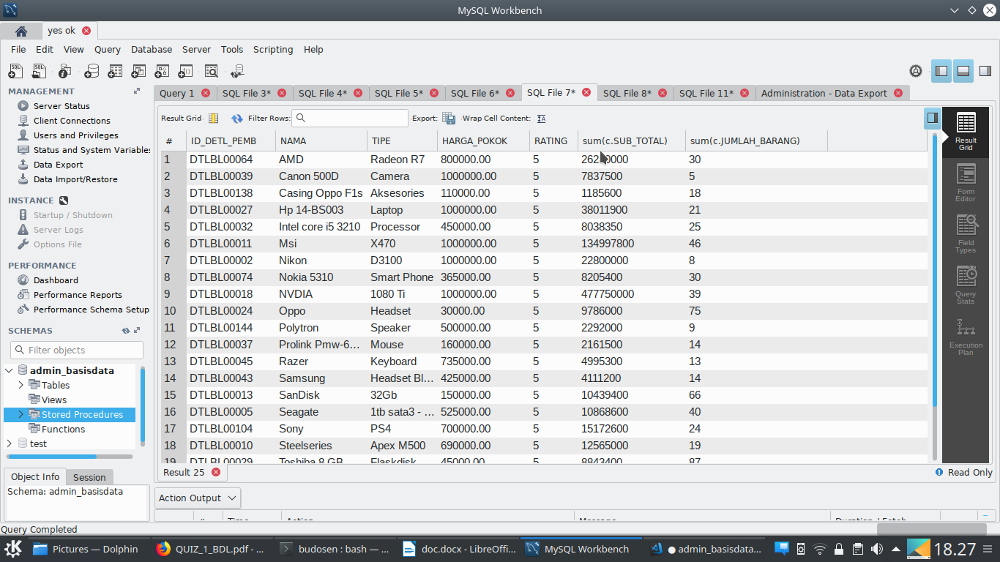 MySQL Workbench
yes ok
File Edit View Query Database Server Tools Scripting Help
MANAGEMENT
Server Status
Client Connections
Users and Privileges
Status and System Variables
Data Export
Data Import/Restore
INSTANCE
Startup / Shutdown
Server Logs
Options File
PERFORMANCE
Dashboard
Performance Reports
Performance Schema Setup
SCHEMAS
Filter objects
admin_basisdata
Tables
Views
Stored Procedures
Functions
test
Object Info Session
Schema: admin_basisdata
Query 1 SQL File 3* SQL File 4* SQL File 5* SQL File 6* SQL File 7* SQL File 8* SQL File 11* Administration - Data Export
Result Grid Filter Rows: Export: Wrap Cell Content:
# ID_DETL_PEMB NAMA TIPE HARGA_POKOK RATING sum(c.SUB_TOTAL) sum(c.JUMLAH_BARANG)
1 DTLBL00064 AMD Radeon R7 800000.00 5 30
2 DTLBL00039 Canon 500D Camera 1000000.00 5 7837500 5
3 DTLBL00138 Casing Oppo F1s Aksesories 110000.00 5 1185600 18
4 DTLBL00027 Hp 14-BS003 Laptop 1000000.00 5 38011900 21
5 DTLBL00032 Intel core i5 3210 Processor 450000.00 5 8038350 25
6 DTLBL00011 Msi X470 1000000.00 5 134997800 46
7 DTLBL00002 Nikon D3100 1000000.00 5 22800000 8
8 DTLBL00074 Nokia 5310 Smart Phone 365000.00 5 8205400 30
9 DTLBL00018 NVDIA 1080 Ti 1000000.00 5 477750000 39
10 DTLBL00024 Oppo Headset 30000.00 5 9786000 75
11 DTLBL00144 Polytron Speaker 500000.00 5 2292000 9
12 DTLBL00037 Prolink Pmw-6... Mouse 160000.00 5 2161500 14
13 DTLBL00045 Razer Keyboard 735000.00 5 4995300 13
14 DTLBL00043 Samsung Headset Bl... 425000.00 5 4111200 14
15 DTLBL00013 SanDisk 32Gb 150000.00 5 10439400 66
16 DTLBL00005 Seagate 1tb sata3 - ... 525000.00 5 10868600 40
17 DTLBL00104 Sony PS4 700000.00 5 15172600 24
18 DTLBL00010 Steelseries Apex M500 690000.00 5 12565000 19
19 DTLBL00029 Toshiba 8 GB Flaskdisk 45000.00 5 8843400 87
Result Grid
Form Editor
Field Types
Query Stats
Execution Plan
Result 25 Read Only
Action Output
# Time Action Message Duration / Fetch
Query Completed
Pictures — Dolphin QUIZ_1_BDL.pdf - ... budosen : bash — ... doc.docx - LibreOffi... MySQL Workbench ● admin_basisdata... 18.27